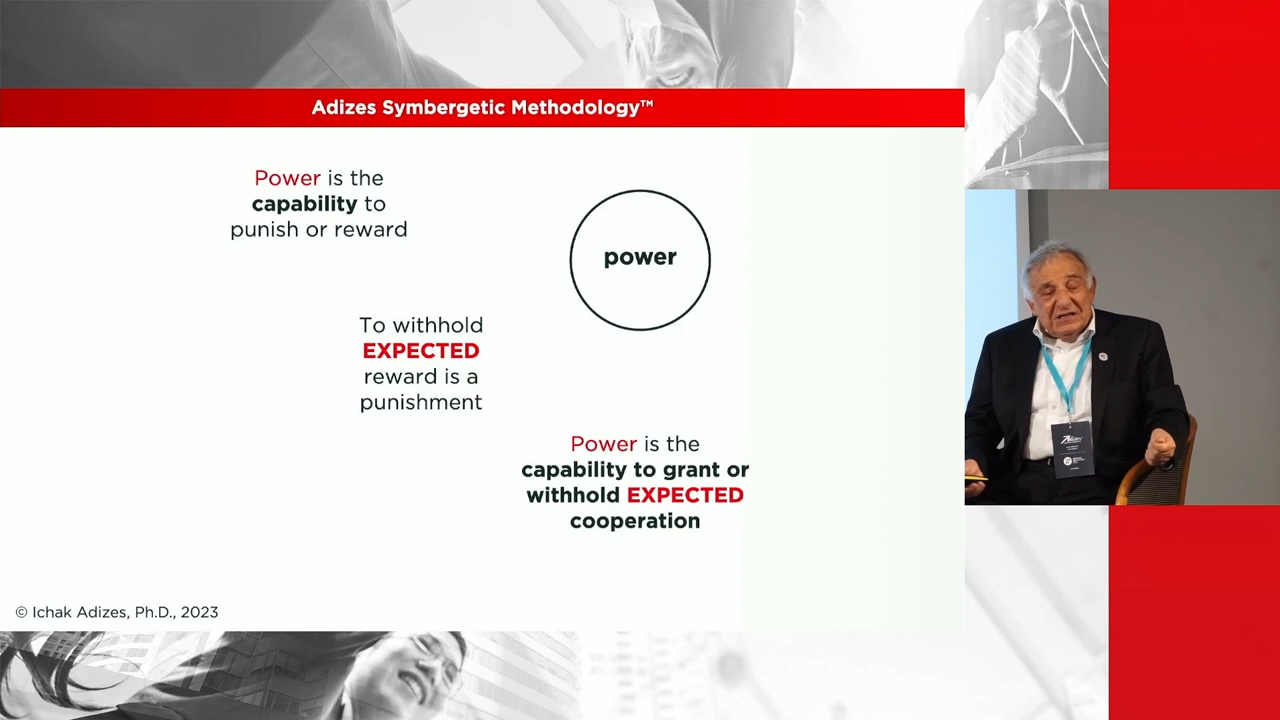 Adizes Symbergetic Methodology™
Power is the
capability to
punish or reward
power
To withhold
EXPECTED
reward is a
punishment
Power is the
capability to grant or
withhold EXPECTED
cooperation
© Ichak Adizes, Ph.D., 2023